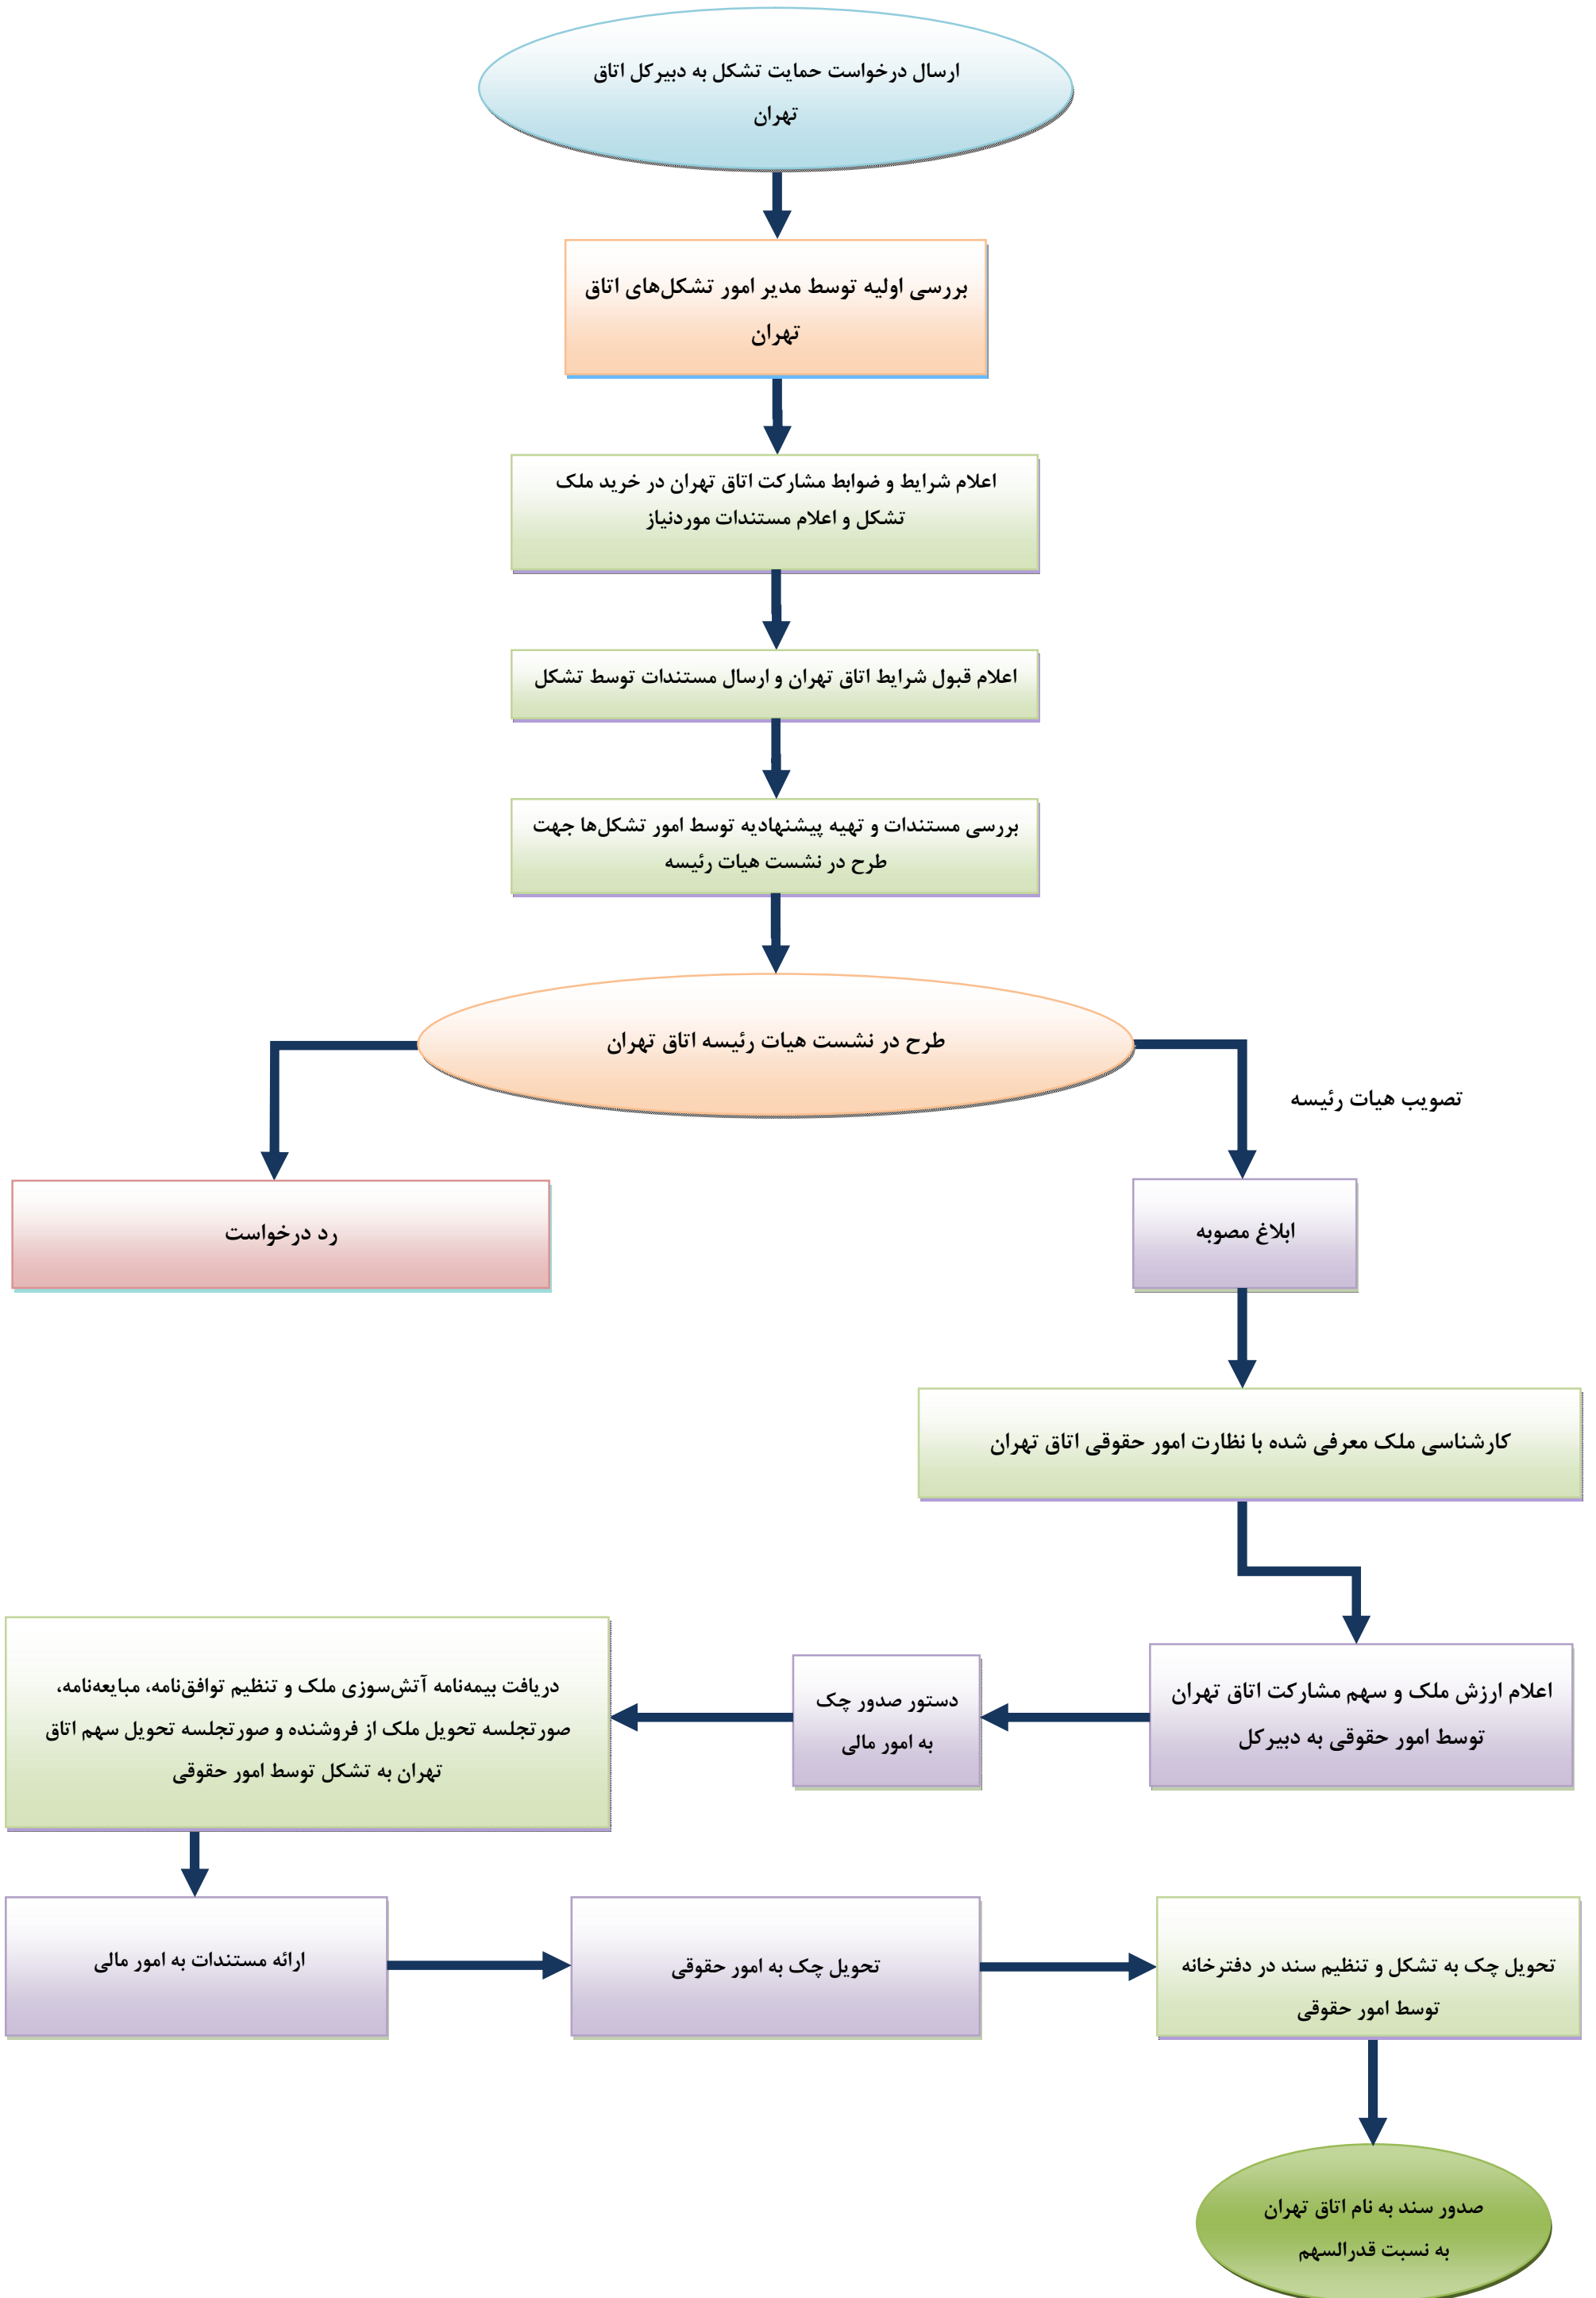 ارسال درخواست حمایت تشکل به دبیرکل اتاق
تهران
بررسی اولیه توسط مدیر امور تشکل‌های اتاق
تهران
اعلام شرایط و ضوابط مشارکت اتاق تهران در خرید ملک
تشکل و اعلام مستندات موردنیاز
اعلام قبول شرایط اتاق تهران و ارسال مستندات توسط تشکل
بررسی مستندات و تهیه پیشنهادیه توسط امور تشکل‌ها جهت
طرح در نشست هیات رئیسه
طرح در نشست هیات رئیسه اتاق تهران
تصویب هیات رئیسه
ابلاغ مصوبه
رد درخواست
کارشناسی ملک معرفی شده با نظارت امور حقوقی اتاق تهران
اعلام ارزش ملک و سهم مشارکت اتاق تهران
توسط امور حقوقی به دبیرکل
دستور صدور چک
به امور مالی
دریافت بیمه‌نامه آتش‌سوزی ملک و تنظیم توافق‌نامه، مبایعه‌نامه،
صورتجلسه تحویل ملک از فروشنده و صورتجلسه تحویل سهم اتاق
تهران به تشکل توسط امور حقوقی
ارائه مستندات به امور مالی
تحویل چک به امور حقوقی
تحویل چک به تشکل و تنظیم سند در دفترخانه
توسط امور حقوقی
صدور سند به نام اتاق تهران
به نسبت قدرالسهم